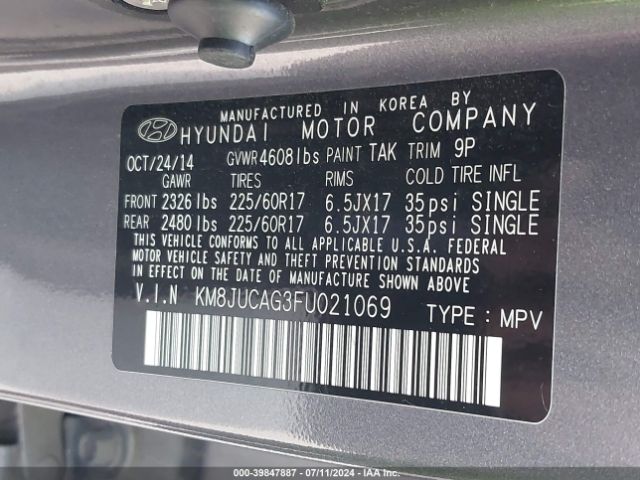 MANUFACTURED IN KOREA BY
HYUNDAI MOTOR COMPANY
OCT/24/14 GVWR4608lbs PAINT TAK TRIM 9P
GAWR TIRES RIMS COLD TIRE INFL
FRONT 2326lbs 225/60R17 6.5JX17 35psi SINGLE
REAR 2480lbs 225/60R17 6.5JX17 35psi SINGLE
THIS VEHICLE CONFORMS TO ALL APPLICABLE U.S.A. FEDERAL
MOTOR VEHICLE SAFETY AND THEFT PREVENTION STANDARDS
IN EFFECT ON THE DATE OF MANUFACTURE SHOWN ABOVE.
V.I.N KM8JUCAG3FU021069 TYPE : MPV
000-39847887 - 07/11/2024 - IAA Inc.